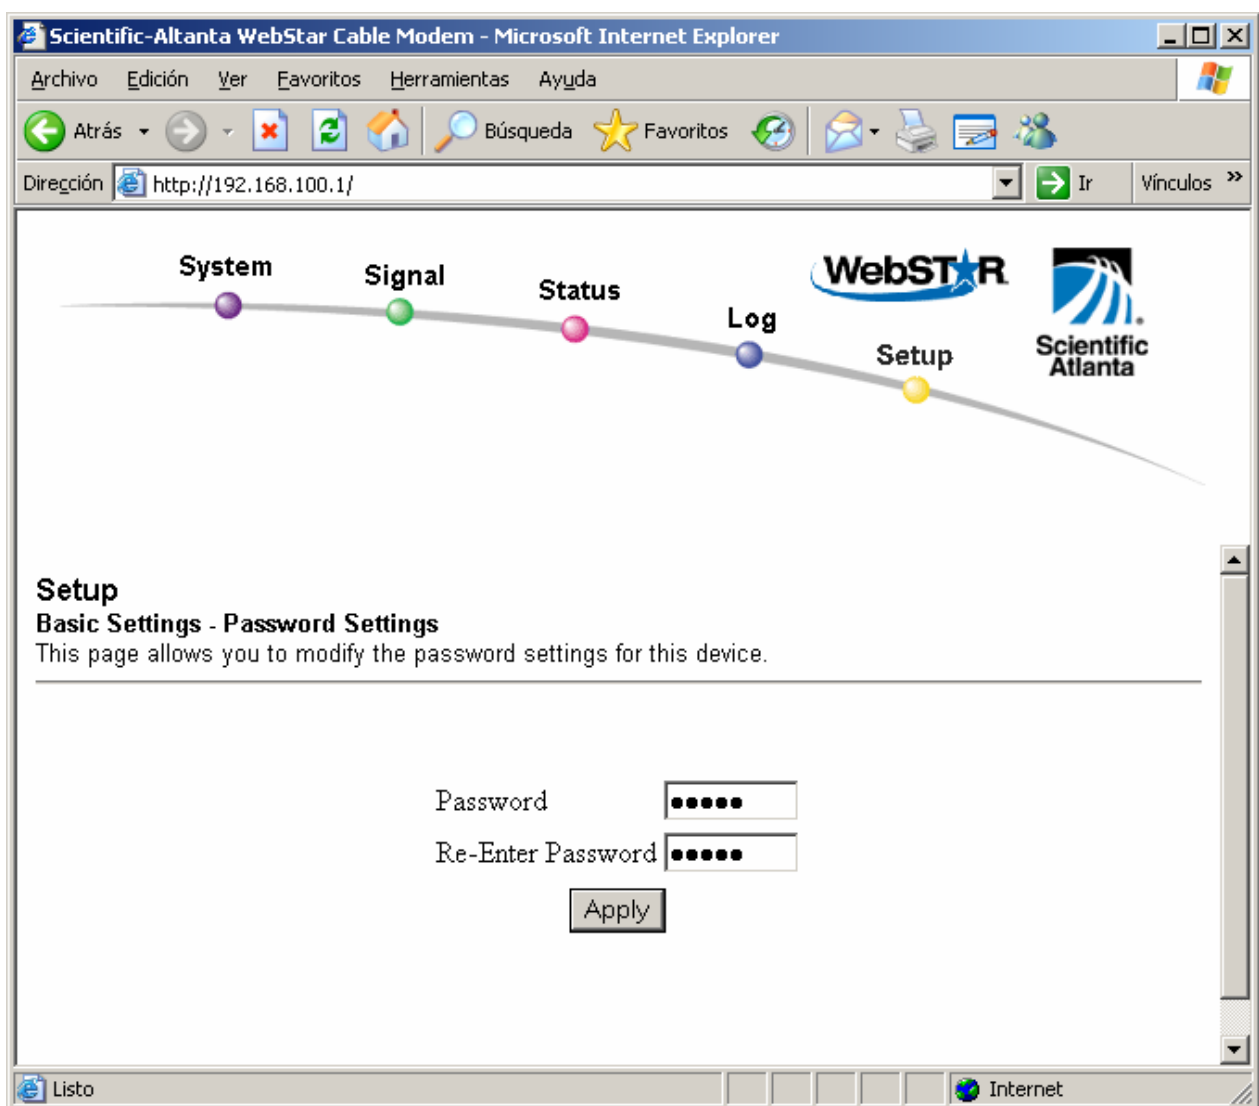 Scientific-Altanta WebStar Cable Modem - Microsoft Internet Explorer
Archivo Edición Ver Favoritos Herramientas Ayuda
Atrás Búsqueda Favoritos
Dirección http://192.168.100.1/ Ir Vínculos »
System
Signal
Status
Log
Setup
WebSTAR
Scientific
Atlanta
Setup
Basic Settings - Password Settings
This page allows you to modify the password settings for this device.
Password •••••
Re-Enter Password •••••
Apply
Listo Internet